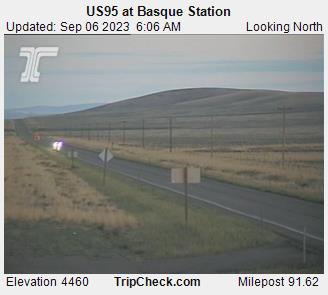 US95 at Basque Station
Updated: Sep 06 2023 6:06 AM Looking North
Elevation 4460 TripCheck.com Milepost 91.62